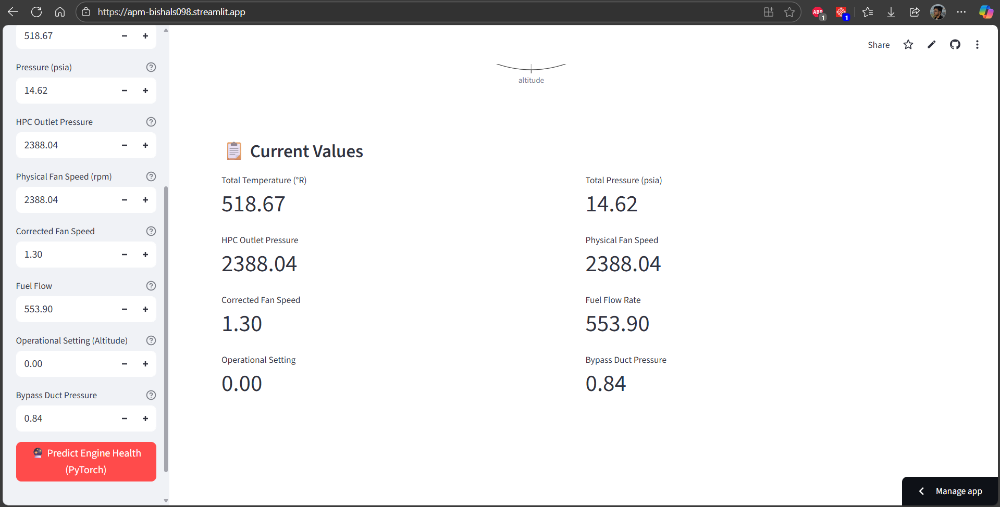 https://apm-bishals098.streamlit.app
ABP
1
1
518.67
Pressure (psia)
14.62
HPC Outlet Pressure
2388.04
Physical Fan Speed (rpm)
2388.04
Corrected Fan Speed
1.30
Fuel Flow
553.90
Operational Setting (Altitude)
0.00
Bypass Duct Pressure
0.84
Predict Engine Health
(PyTorch)
Share
altitude
Current Values
Total Temperature (°R)
518.67
Total Pressure (psia)
14.62
HPC Outlet Pressure
2388.04
Physical Fan Speed
2388.04
Corrected Fan Speed
1.30
Fuel Flow Rate
553.90
Operational Setting
0.00
Bypass Duct Pressure
0.84
Manage app